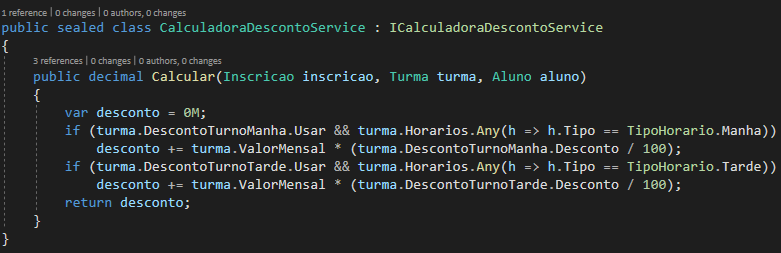 1 reference | 0 changes | 0 authors, 0 changes
public sealed class CalculadoraDescontoService : ICalculadoraDescontoService
{
3 references | 0 changes | 0 authors, 0 changes
public decimal Calcular(Inscricao inscricao, Turma turma, Aluno aluno)
{
var desconto = 0M;
if (turma.DescontoTurnoManha.Usar && turma.Horarios.Any(h => h.Tipo == TipoHorario.Manha))
desconto += turma.ValorMensal * (turma.DescontoTurnoManha.Desconto / 100);
if (turma.DescontoTurnoTarde.Usar && turma.Horarios.Any(h => h.Tipo == TipoHorario.Tarde))
desconto += turma.ValorMensal * (turma.DescontoTurnoTarde.Desconto / 100);
return desconto;
}
}